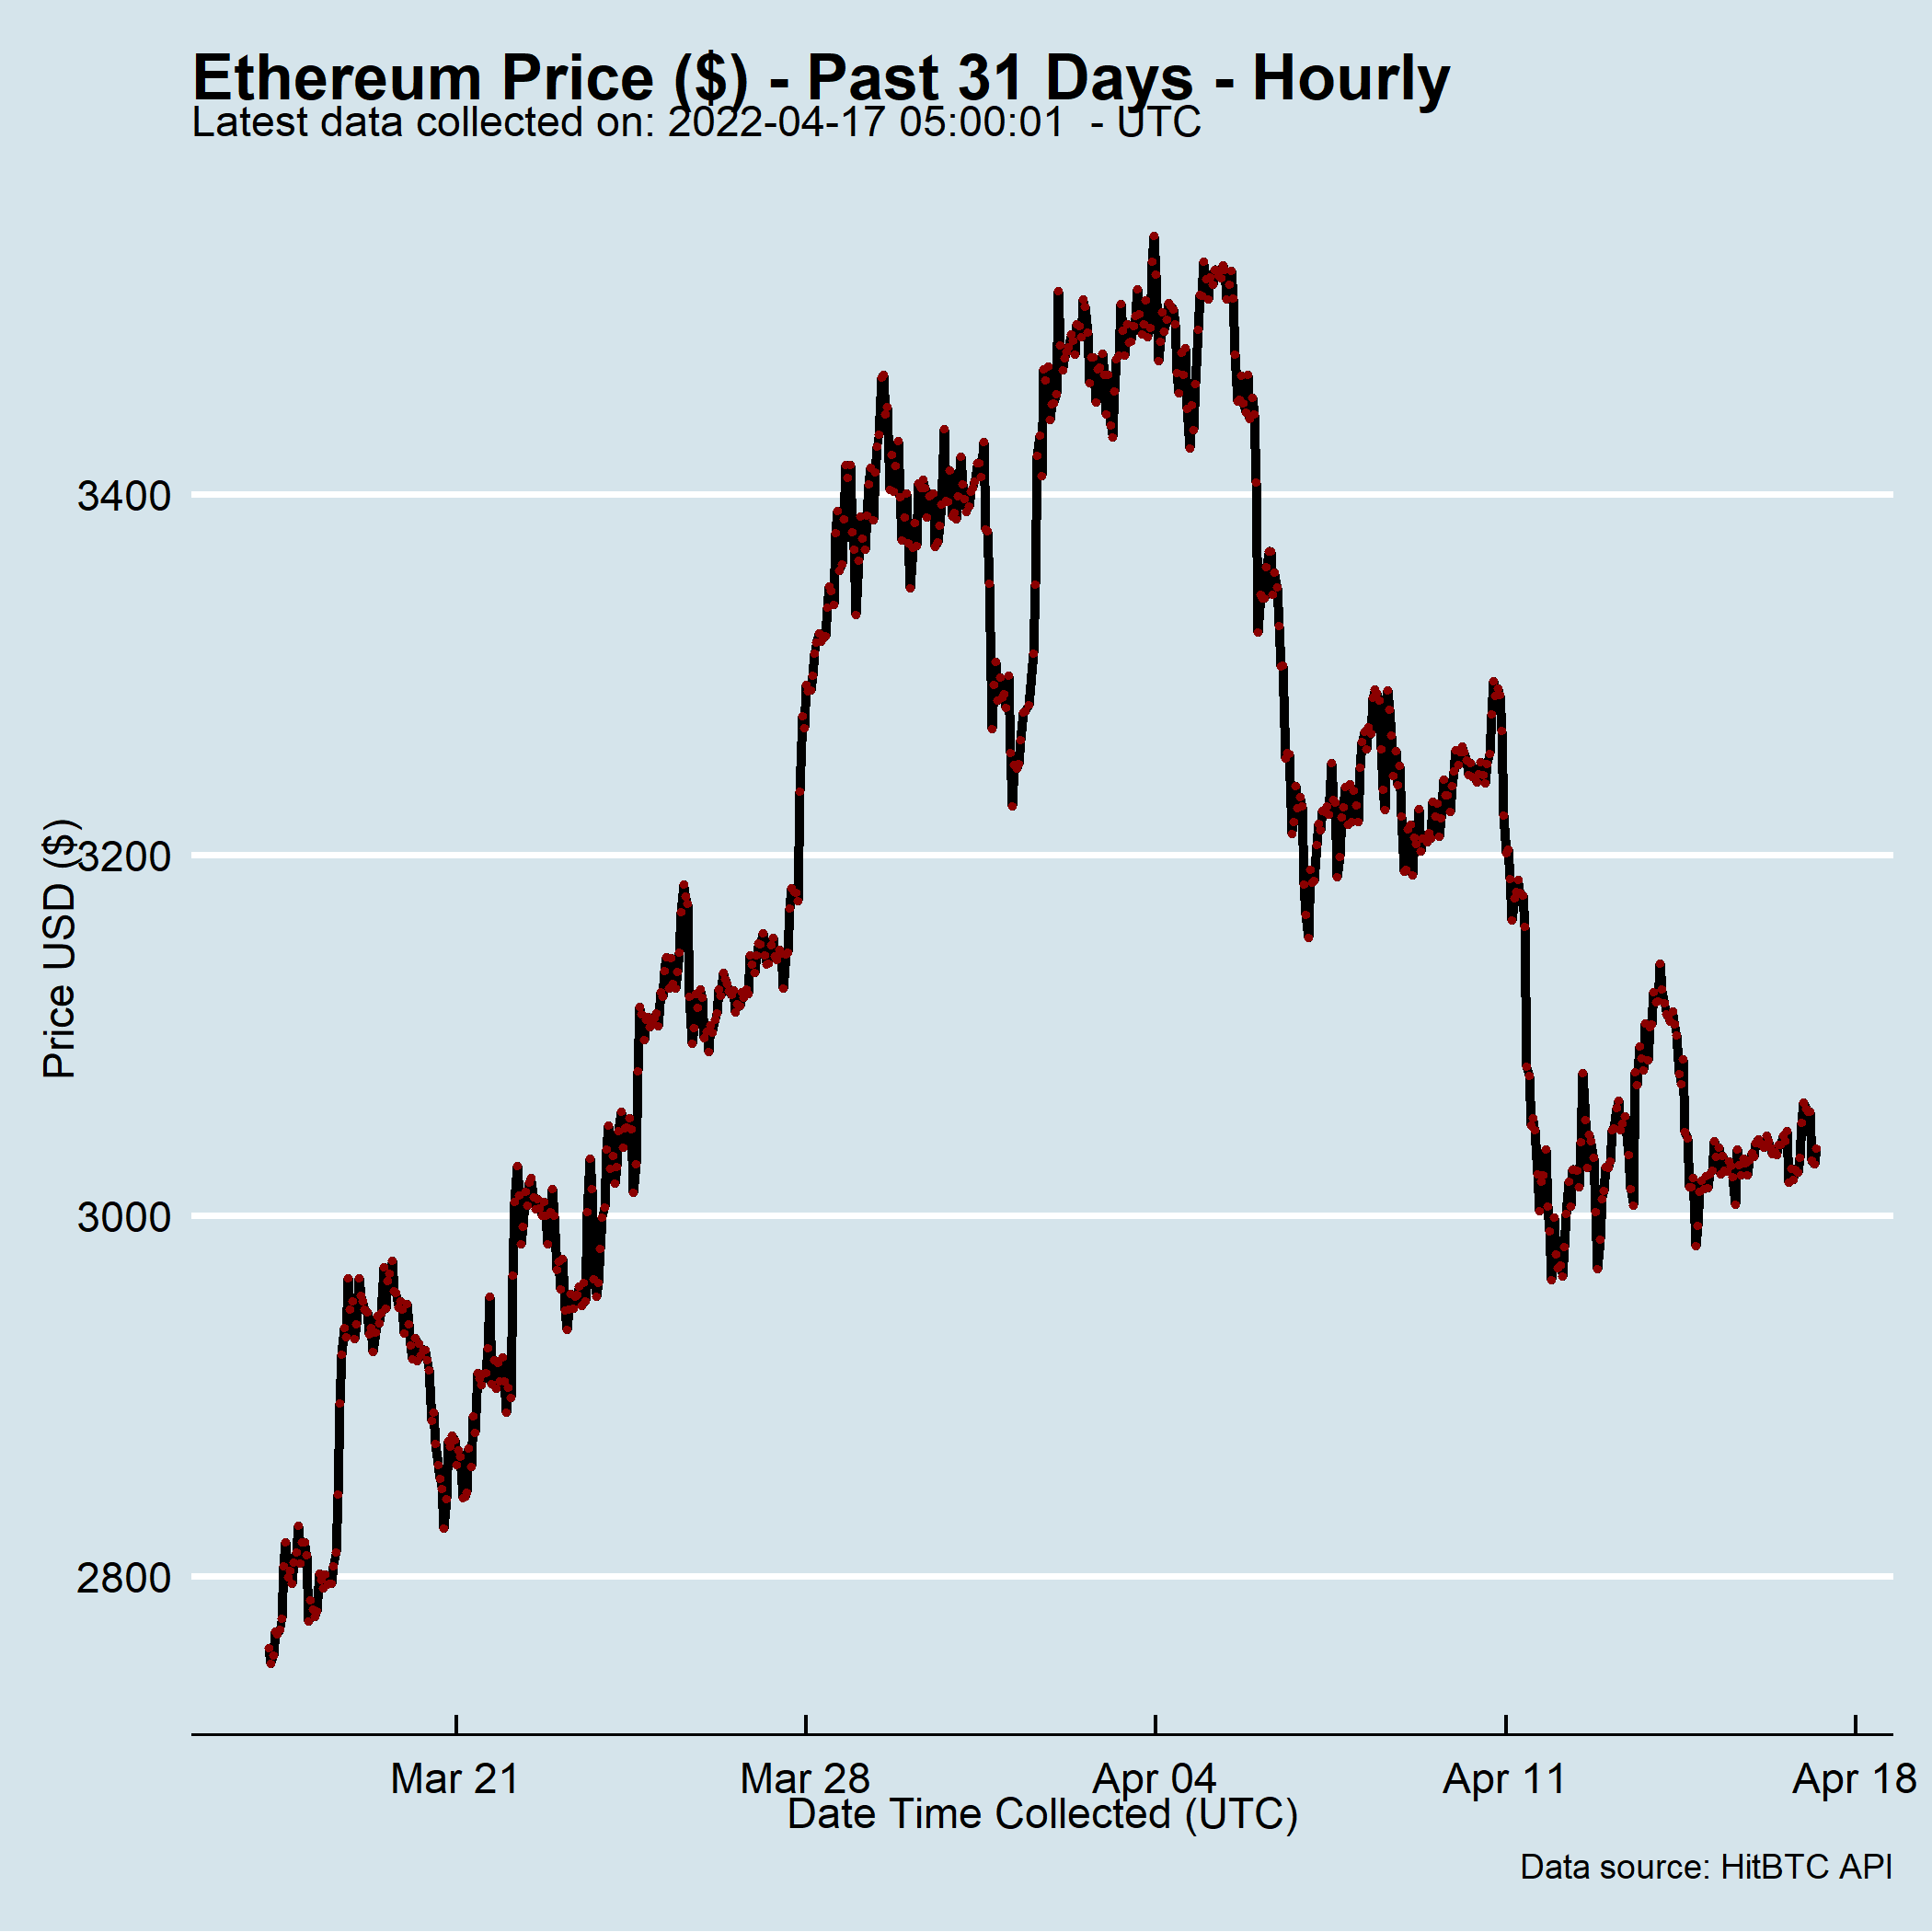 Ethereum Price ($) - Past 31 Days - Hourly
Latest data collected on: 2022-04-17 05:00:01  - UTC
3400
3200
3000
2800
Price USD ($)
Mar 21
Mar 28
Apr 04
Apr 11
Apr 18
Date Time Collected (UTC)
Data source: HitBTC API